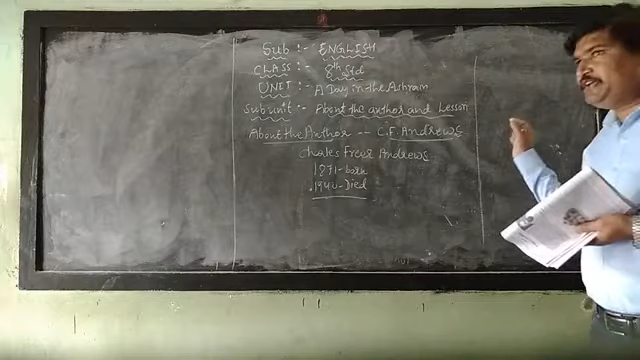 Sub :- ENGLISH
CLASS :- 8th Std
UNIT :- A Day in the Ashram
Sub unit :- About the author and Lesson
About the Author -- C.F. Andrews
Charles Freer Andrews
1871- born
1940- Died